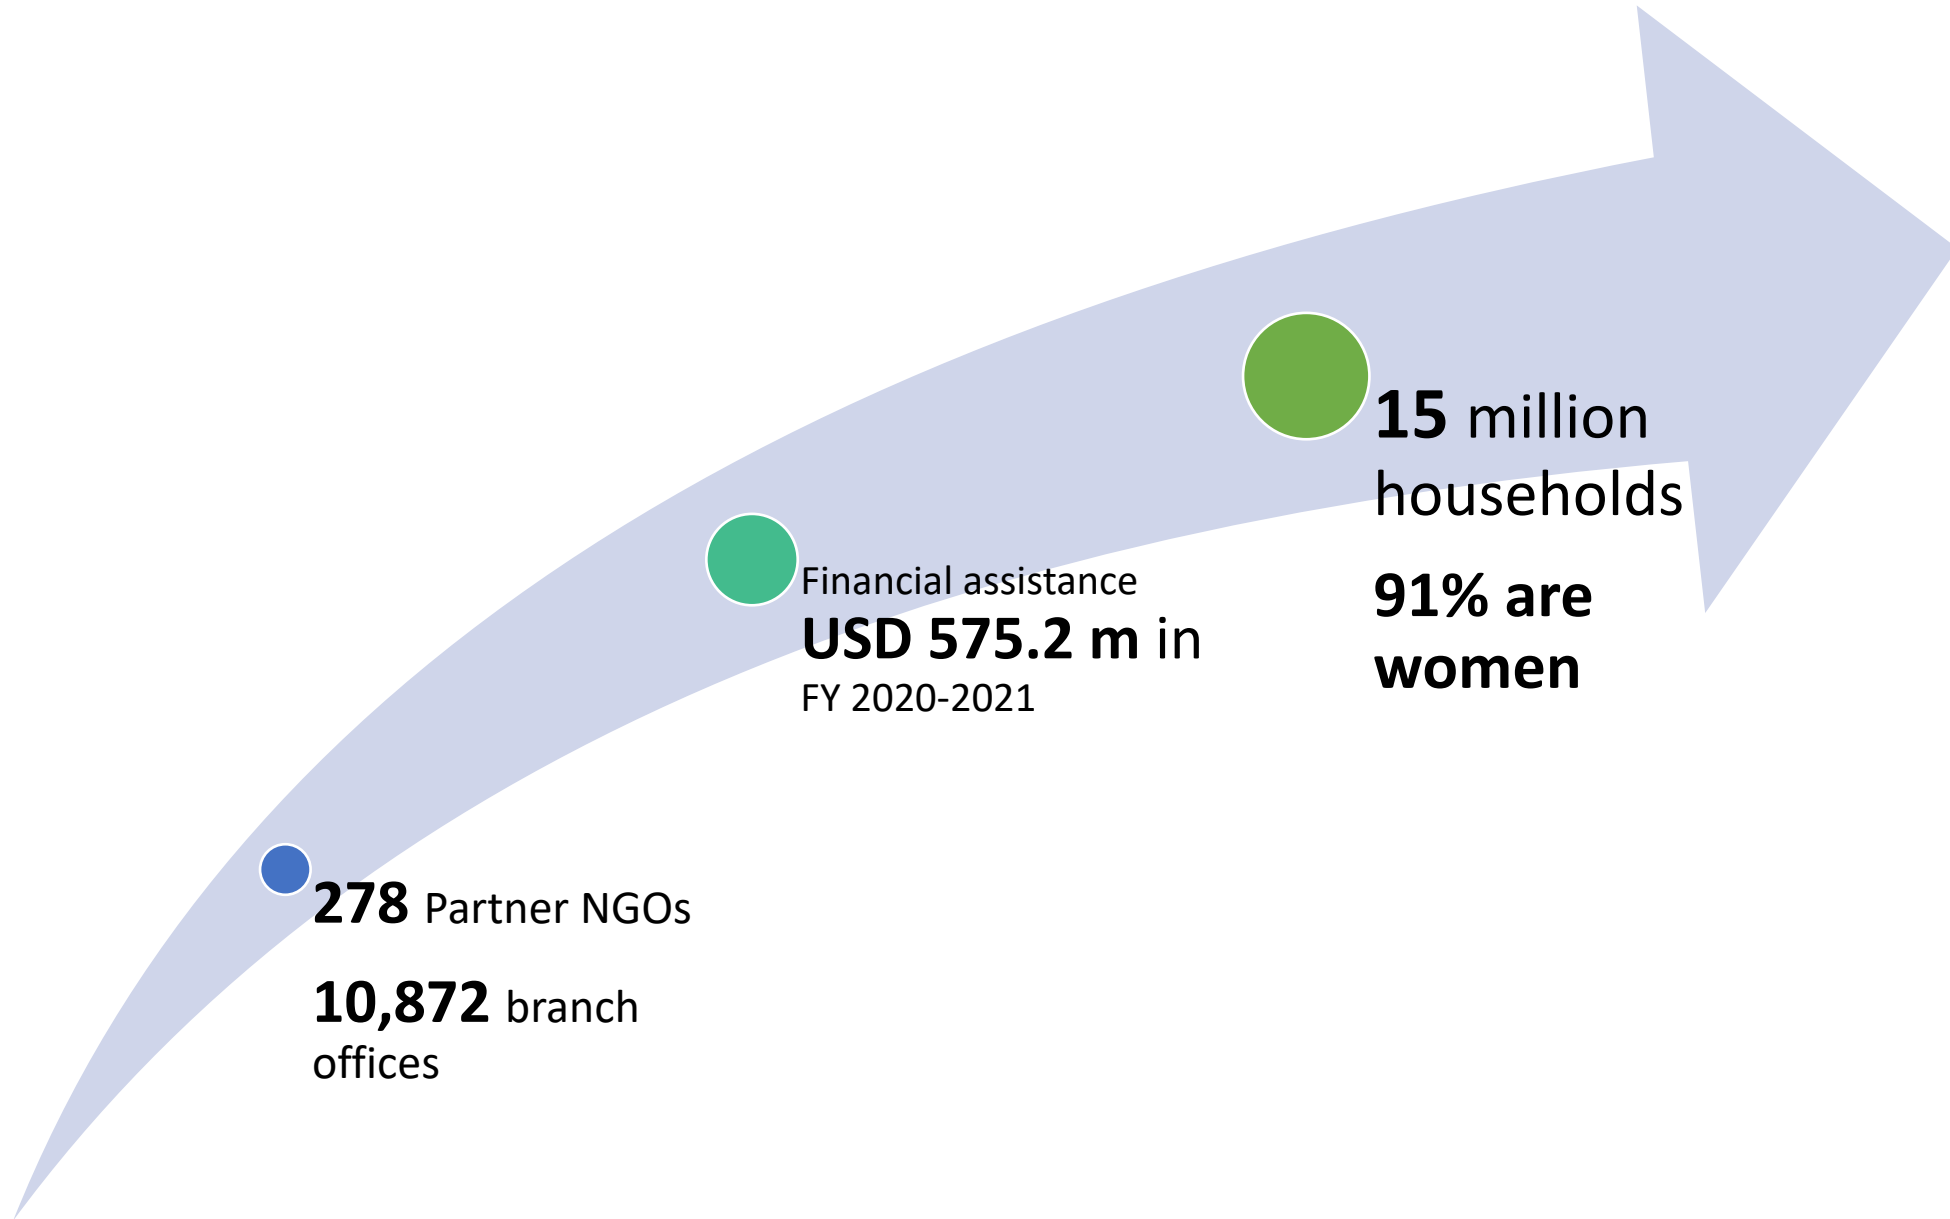 278 Partner NGOs
10,872 branch
offices
Financial assistance
USD 575.2 m in
FY 2020-2021
15 million
households
91% are
women